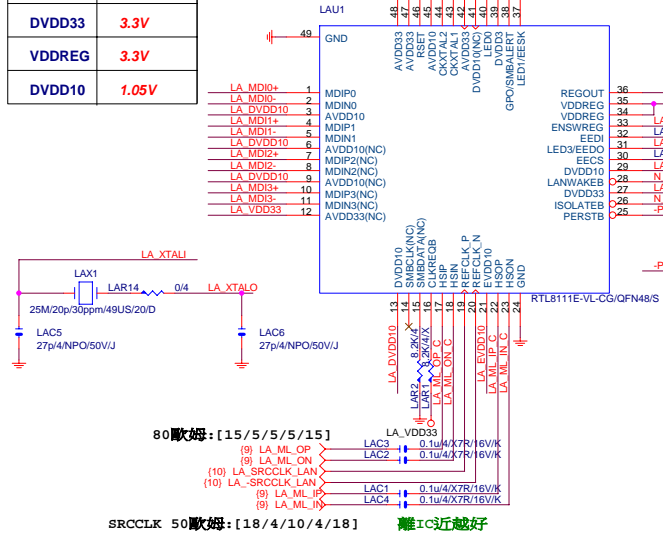 DVDD33 3.3V
VDDREG 3.3V
DVDD10 1.05V
LAU1
48 47 46 45 44 43 42 41 40 39 38 37
AVDD33
AVDD33
RSET
AVDD10
CKXTAL2
CKXTAL1
AVDD33
DVDD10(NC)
LED0
DVDD3
GPO/SMBALERT
LED1/EESK
49 GND
LA_MDI0+ 1 MDIP0
LA_MDI0- 2 MDIN0
LA_DVDD10 3 AVDD10
LA_MDI1+ 4 MDIP1
LA_MDI1- 5 MDIN1
LA_DVDD10 6 AVDD10(NC)
LA_MDI2+ 7 MDIP2(NC)
LA_MDI2- 8 MDIN2(NC)
LA_DVDD10 9 AVDD10(NC)
LA_MDI3+ 10 MDIP3(NC)
LA_MDI3- 11 MDIN3(NC)
LA_VDD33 12 AVDD33(NC)
REGOUT 36
VDDREG 35
VDDREG 34
ENSWREG 33
EEDI 32
LED3/EEDO 31
EECS 30
DVDD10 29
LANWAKEB 28
DVDD33 27
ISOLATEB 26
PERSTB 25
DVDD10
SMBCLK(NC)
SMBDATA(NC)
CLKREQB
HSIP
HSIN
REFCLK_P
REFCLK_N
EVDD10
HSOP
HSON
GND
13 14 15 16 17 18 19 20 21 22 23 24
RTL8111E-VL-CG/QFN48/S
LA_XTALI
LAX1
LAR14 0/4 LA_XTALO
25M/20p/30ppm/49US/20/D
LAC5
27p/4/NPO/50V/J
LAC6
27p/4/NPO/50V/J
LA_DVDD10
8.2K/4
LAR2
8.2K/4/X
LAR1
LA_ML_OP_C
LA_ML_ON_C
LA_EVDD10
LA_ML_IP_C
LA_ML_IN_C
LA_VDD33
80歐姆:[15/5/5/5/15]
{9} LA_ML_OP LAC3 0.1u/4/X7R/16V/K
{9} LA_ML_ON LAC2 0.1u/4/X7R/16V/K
{10} LA_SRCCLK_LAN
{10} LA_-SRCCLK_LAN
{9} LA_ML_IP LAC1 0.1u/4/X7R/16V/K
{9} LA_ML_IN LAC4 0.1u/4/X7R/16V/K
SRCCLK 50歐姆:[18/4/10/4/18] 離IC近越好